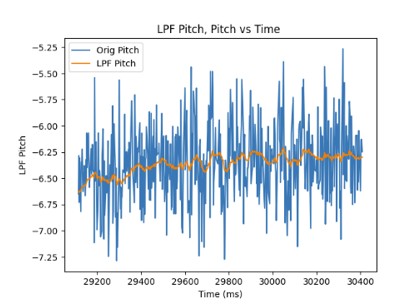 LPF Pitch, Pitch vs Time
Orig Pitch
LPF Pitch
−5.25
−5.50
−5.75
−6.00
−6.25
−6.50
−6.75
−7.00
−7.25
LPF Pitch
29200 29400 29600 29800 30000 30200 30400
Time (ms)